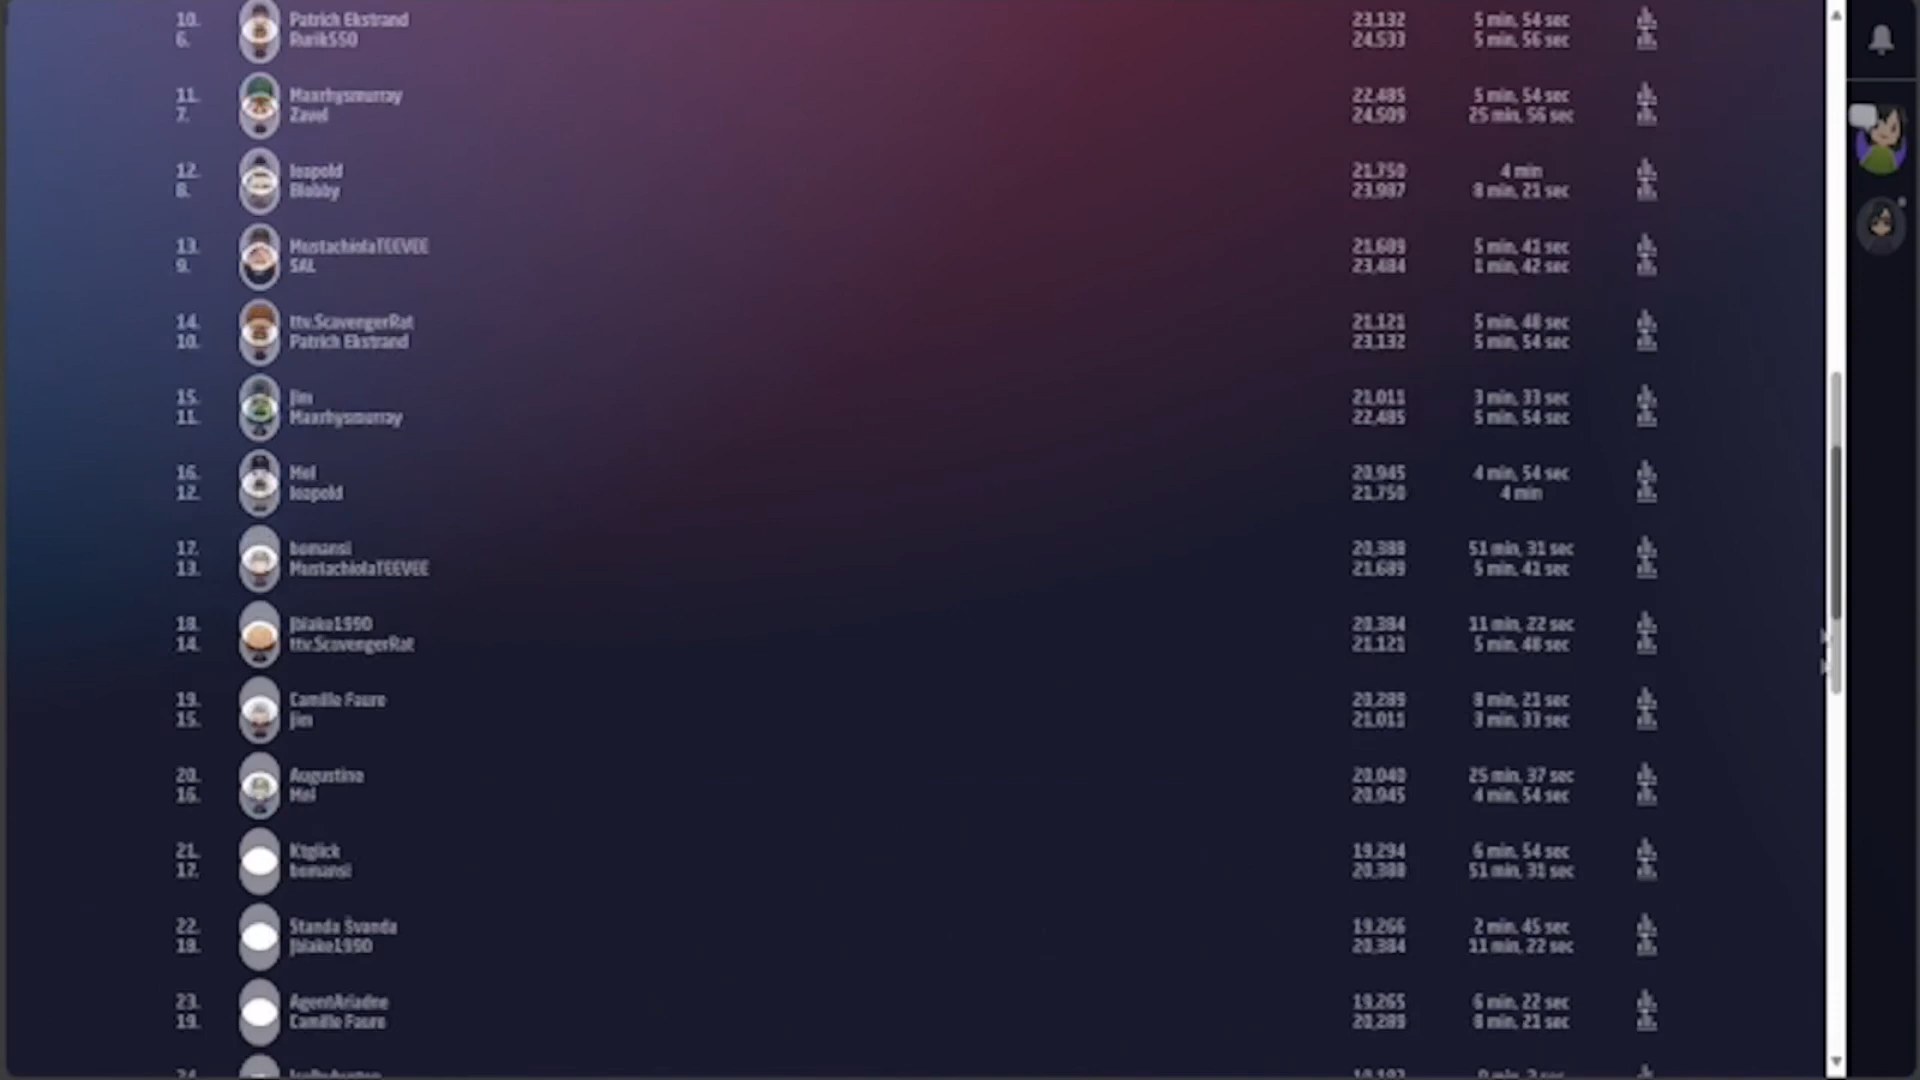 10. Patrich Ekstrand 23,132 5 min, 54 sec
6. Rurik550 24,533 5 min, 56 sec
11. Maxrhysmurray 22,485 5 min, 54 sec
7. Zavel 24,509 25 min, 56 sec
12. leapold 21,750 4 min
8. Blobby 23,987 8 min, 21 sec
13. MustachiolaTEEVEE 21,689 5 min, 41 sec
9. SAL 23,484 1 min, 42 sec
14. ttv.ScavengerRat 21,121 5 min, 48 sec
10. Patrich Ekstrand 23,132 5 min, 54 sec
15. Jim 21,011 3 min, 33 sec
11. Maxrhysmurray 22,485 5 min, 54 sec
16. Mel 20,945 4 min, 54 sec
12. leapold 21,750 4 min
17. bomansi 20,388 51 min, 31 sec
13. MustachiolaTEEVEE 21,689 5 min, 41 sec
18. Jblake1990 20,384 11 min, 22 sec
14. ttv.ScavengerRat 21,121 5 min, 48 sec
19. Camille Faure 20,289 8 min, 21 sec
15. Jim 21,011 3 min, 33 sec
20. Augustine 20,040 25 min, 37 sec
16. Mel 20,945 4 min, 54 sec
21. Ktglick 19,294 6 min, 54 sec
17. bomansi 20,388 51 min, 31 sec
22. Standa Švanda 19,266 2 min, 45 sec
18. Jblake1990 20,384 11 min, 22 sec
23. AgentAriadne 19,265 6 min, 22 sec
19. Camille Faure 20,289 8 min, 21 sec